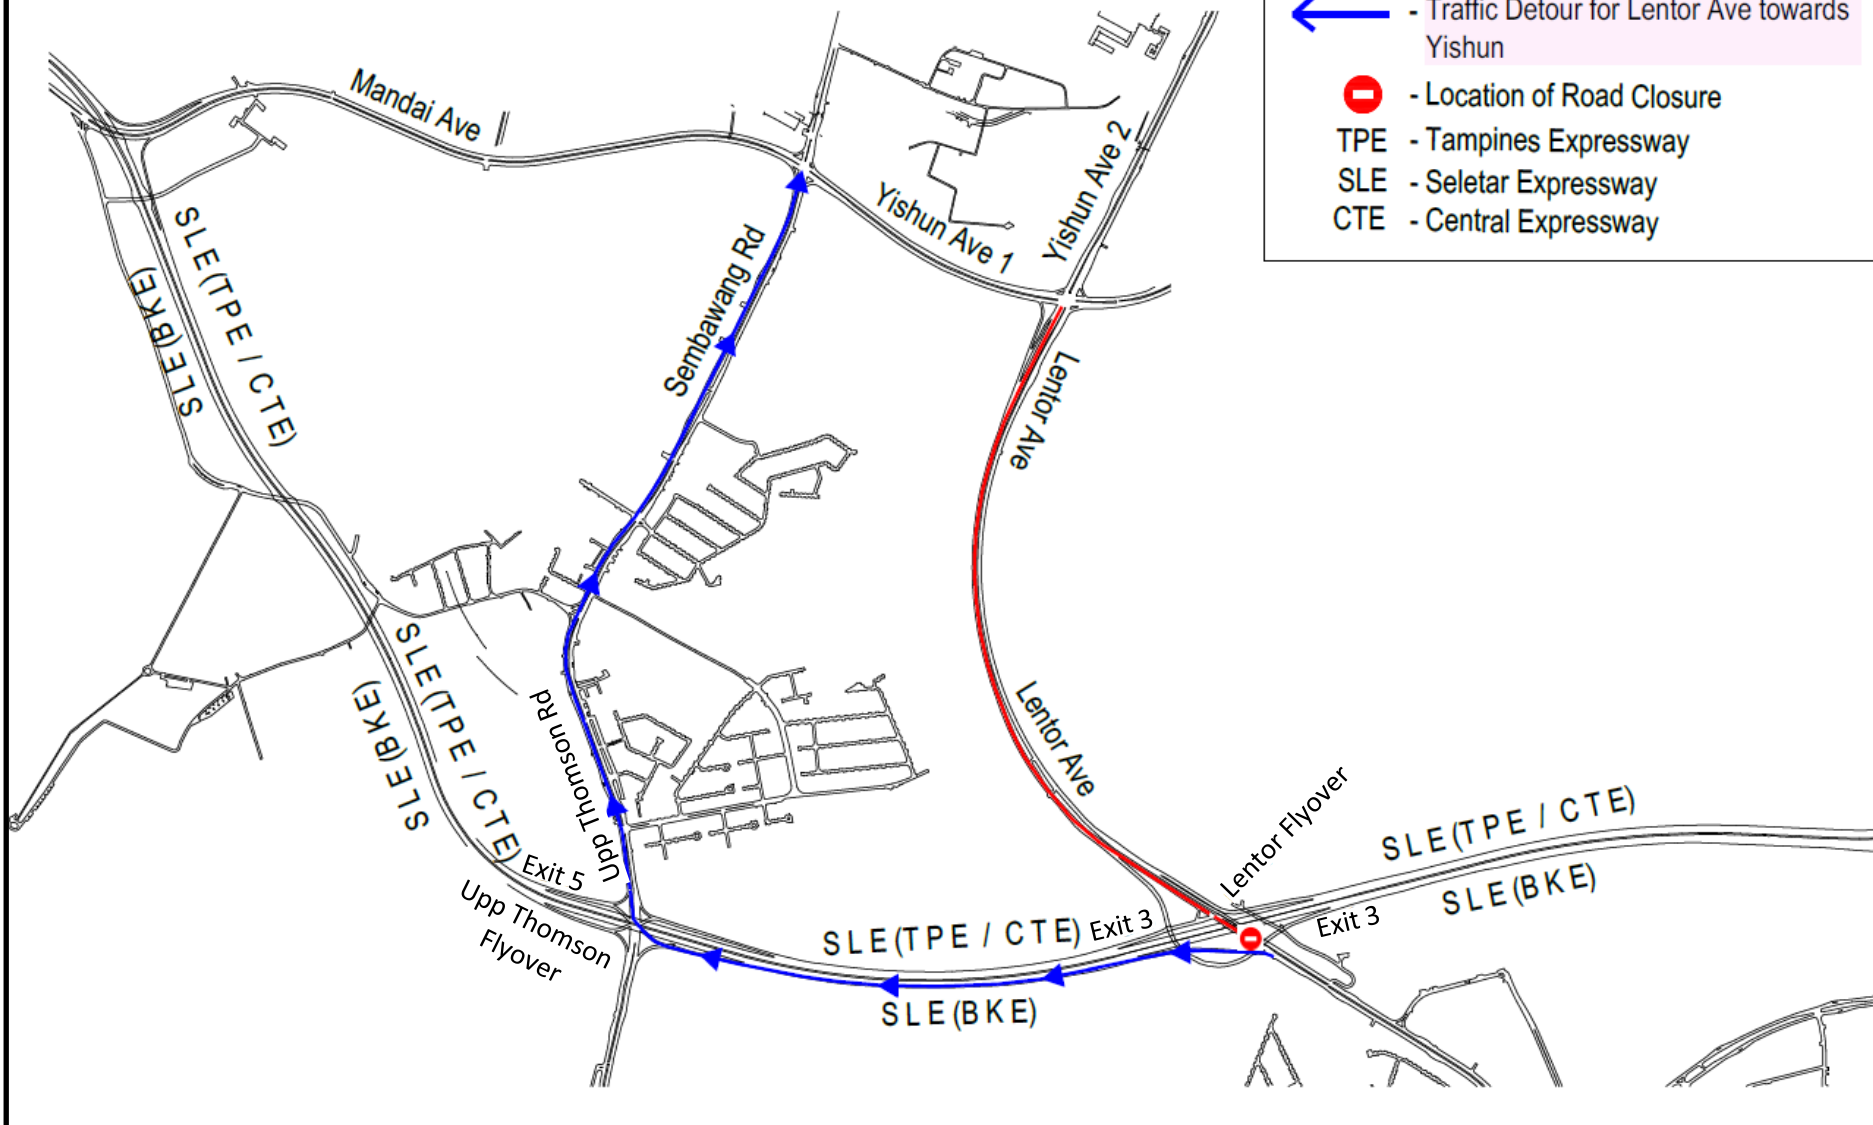 - Traffic Detour for Lentor Ave towards
Yishun
- Location of Road Closure
TPE - Tampines Expressway
SLE - Seletar Expressway
CTE - Central Expressway
Mandai Ave
Yishun Ave 2
Yishun Ave 1
SLE(TPE / CTE)
SLE(BKE)
Sembawang Rd
Lentor Ave
SLE(TPE / CTE)
SLE(BKE)
Upp Thomson Rd
Lentor Ave
Lentor Flyover
SLE(TPE / CTE)
SLE(BKE)
Exit 5
Upp Thomson
Flyover
SLE(TPE / CTE)
Exit 3
Exit 3
SLE(BKE)